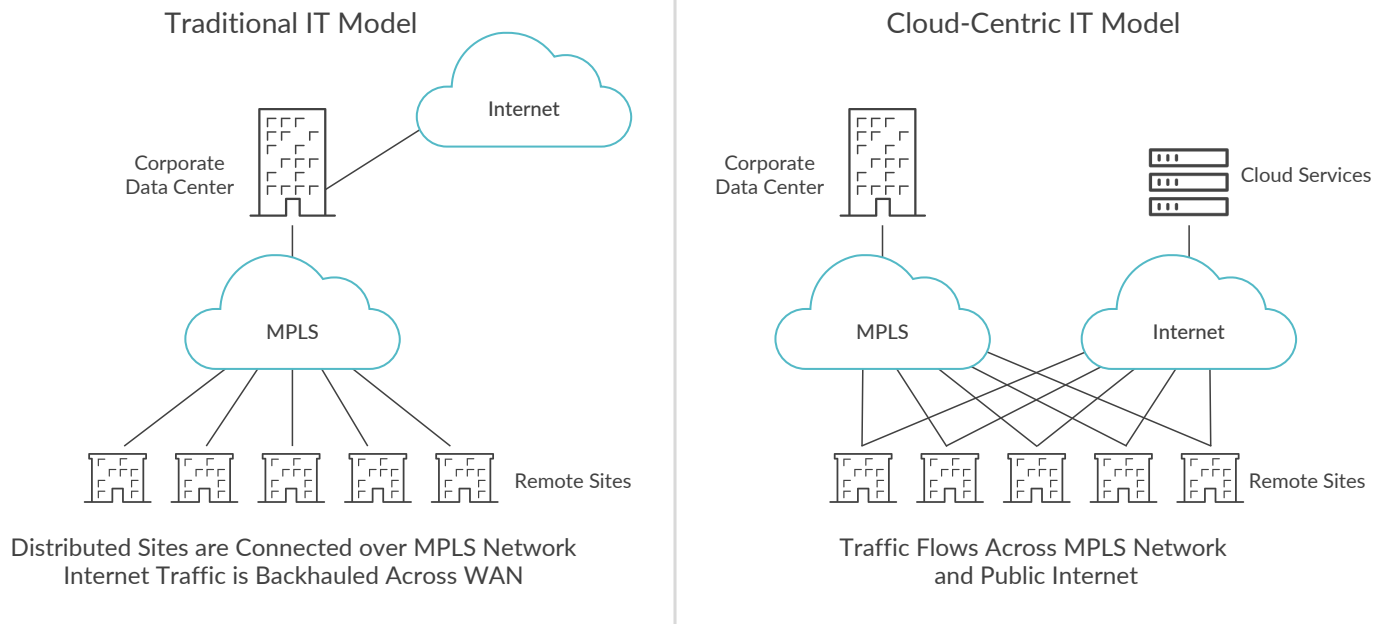 Traditional IT Model
Internet
Corporate
Data Center
MPLS
Remote Sites
Distributed Sites are Connected over MPLS Network
Internet Traffic is Backhauled Across WAN
Cloud-Centric IT Model
Corporate
Data Center
Cloud Services
MPLS
Internet
Remote Sites
Traffic Flows Across MPLS Network
and Public Internet